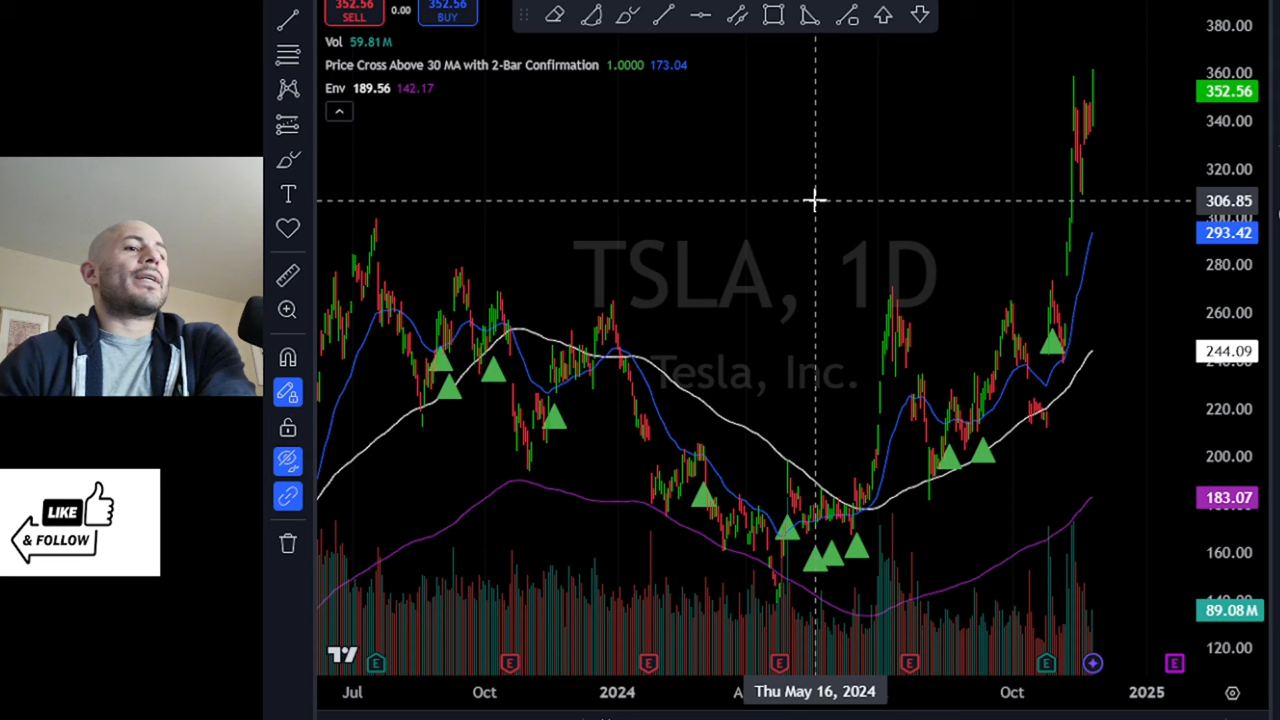 352.56
SELL
0.00
352.56
BUY
Vol 59.81M
Price Cross Above 30 MA with 2-Bar Confirmation 1.0000 173.04
Env 189.56 142.17
TSLA, 1D
Tesla, Inc.
380.00
360.00
352.56
340.00
320.00
306.85
300.00
293.42
280.00
260.00
244.09
220.00
200.00
183.07
160.00
89.08M
120.00
LIKE
& FOLLOW
E
E
E
E
E
E
E
Jul
Oct
2024
Thu May 16, 2024
Oct
2025